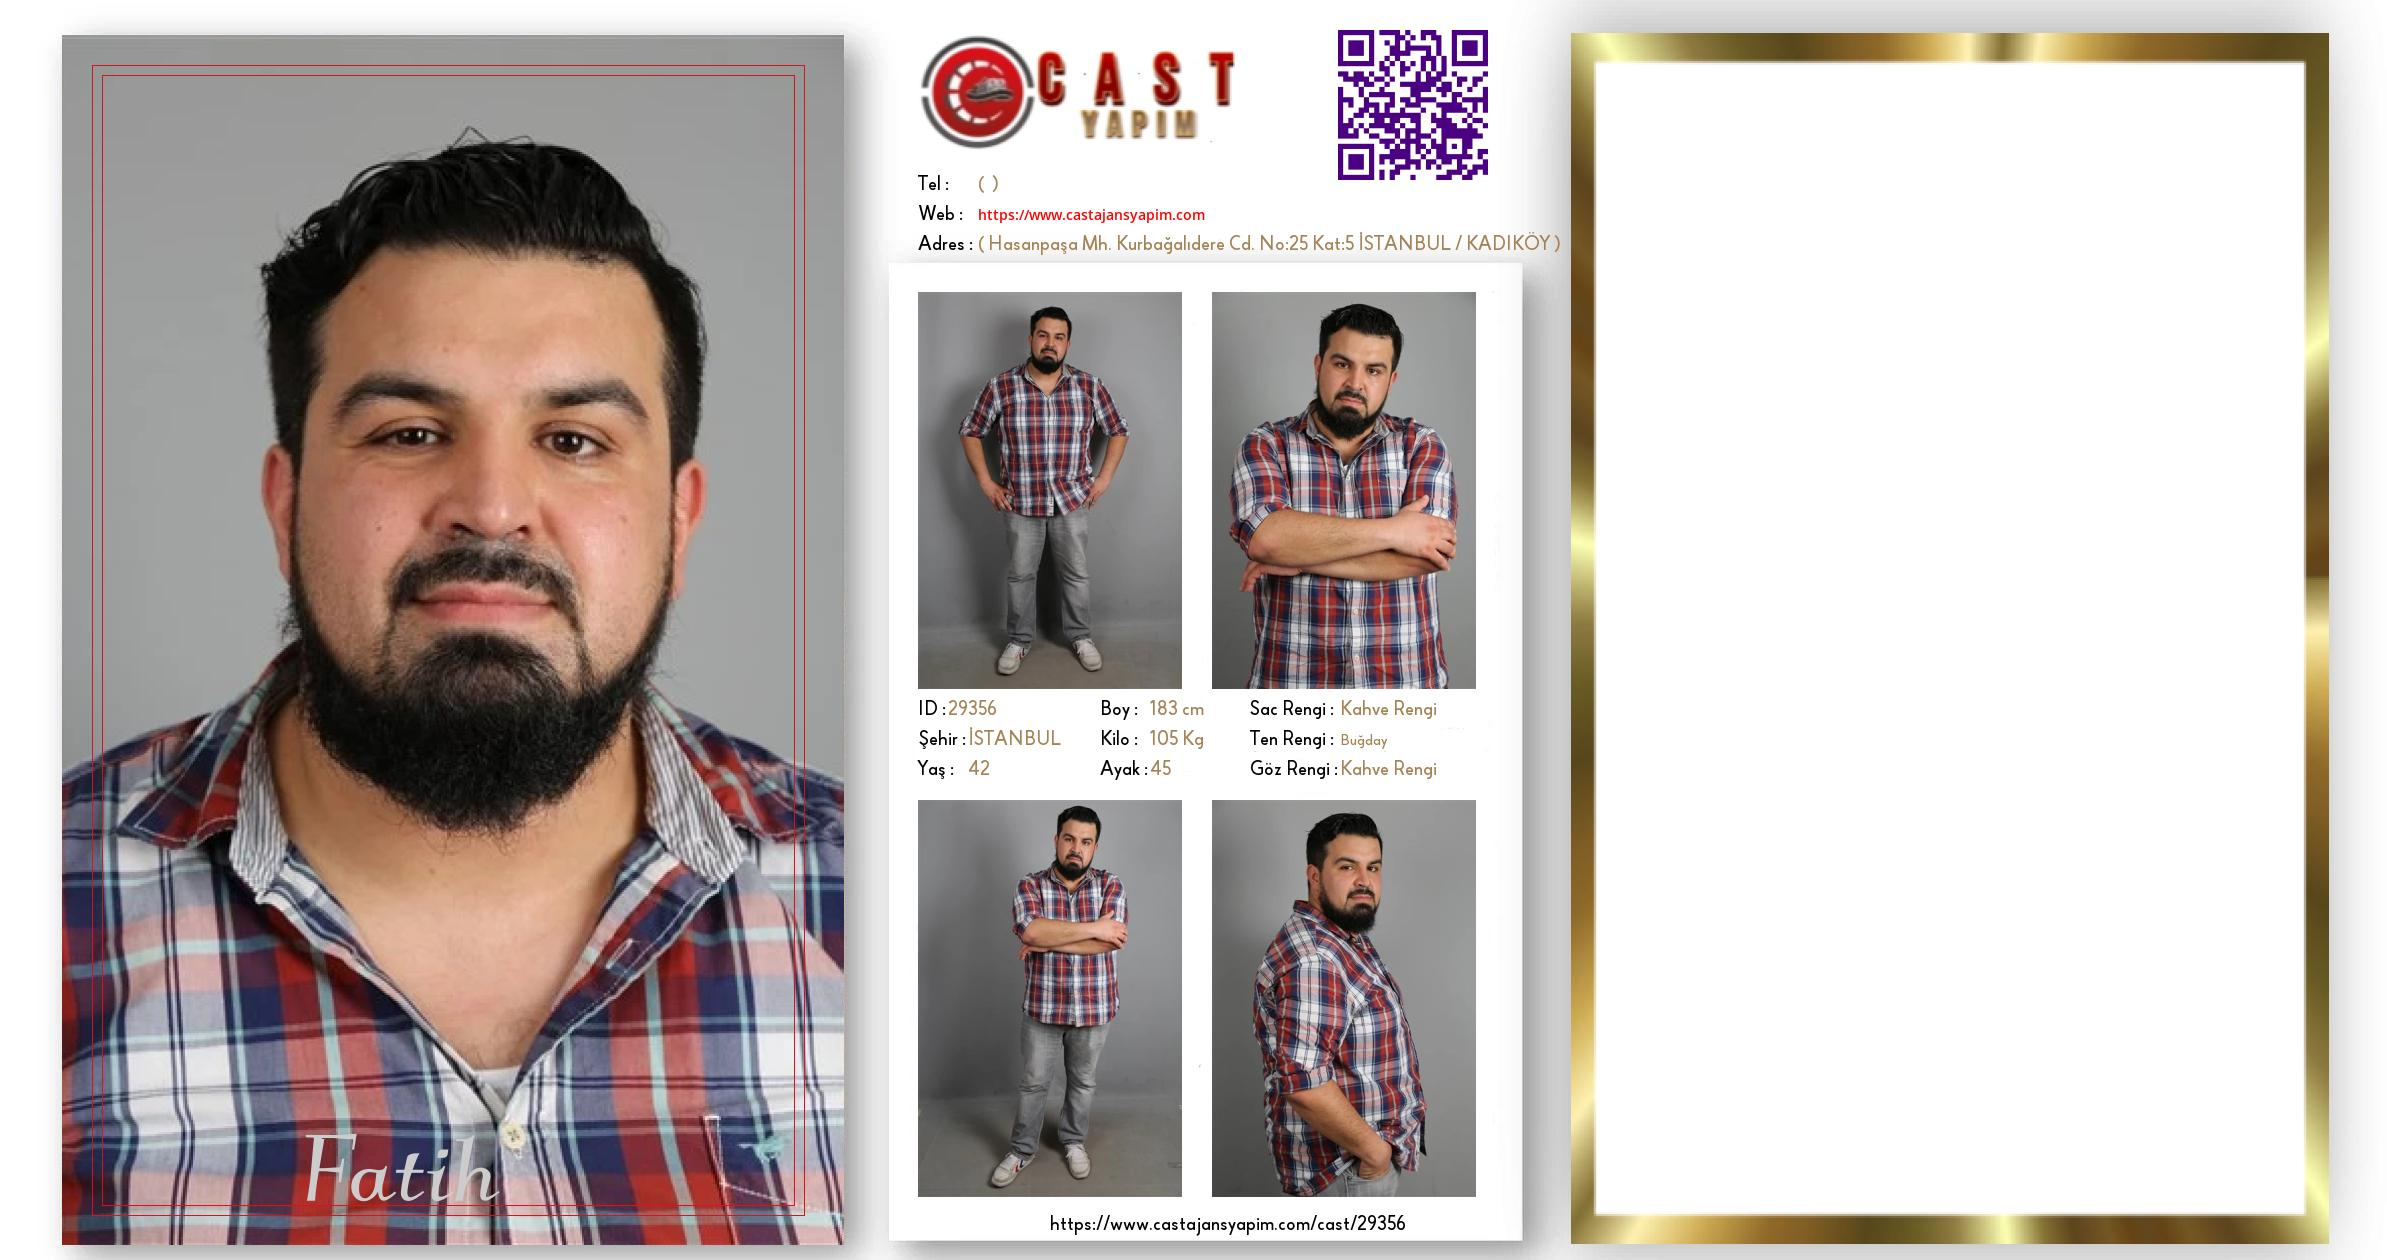 Fatih
CAST
YAPIM
Tel : ( )
Web : https://www.castajansyapim.com
Adres : ( Hasanpaşa Mh. Kurbağalıdere Cd. No:25 Kat:5 İSTANBUL / KADIKÖY )
ID : 29356 Boy : 183 cm Sac Rengi : Kahve Rengi
Şehir : İSTANBUL Kilo : 105 Kg Ten Rengi : Buğday
Yaş : 42 Ayak : 45 Göz Rengi : Kahve Rengi
https://www.castajansyapim.com/cast/29356